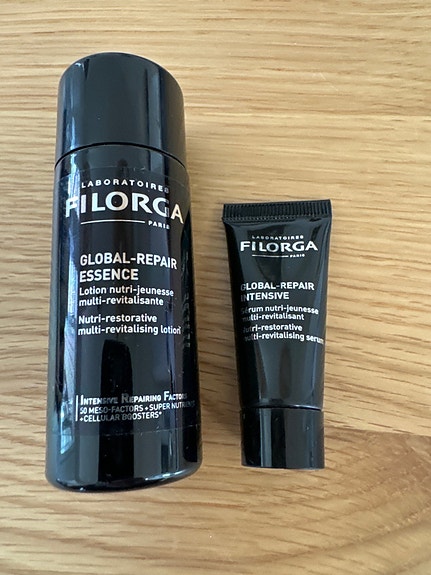 LABORATOIRES
FILORGA
PARIS
GLOBAL-REPAIR
ESSENCE
Lotion nutri-jeunesse
multi-revitalisante
Nutri-restorative
multi-revitalising lotion
INTENSIVE REPAIRING FACTORS
50 MESO-FACTORS+SUPER
+CELLULAR BOOSTERS*
LABORATOIRES
FILORGA
PARIS
GLOBAL-REPAIR
INTENSIVE
Sérum nutri-jeunesse
multi-revitalisant
Nutri-restorative
multi-revitalising serum